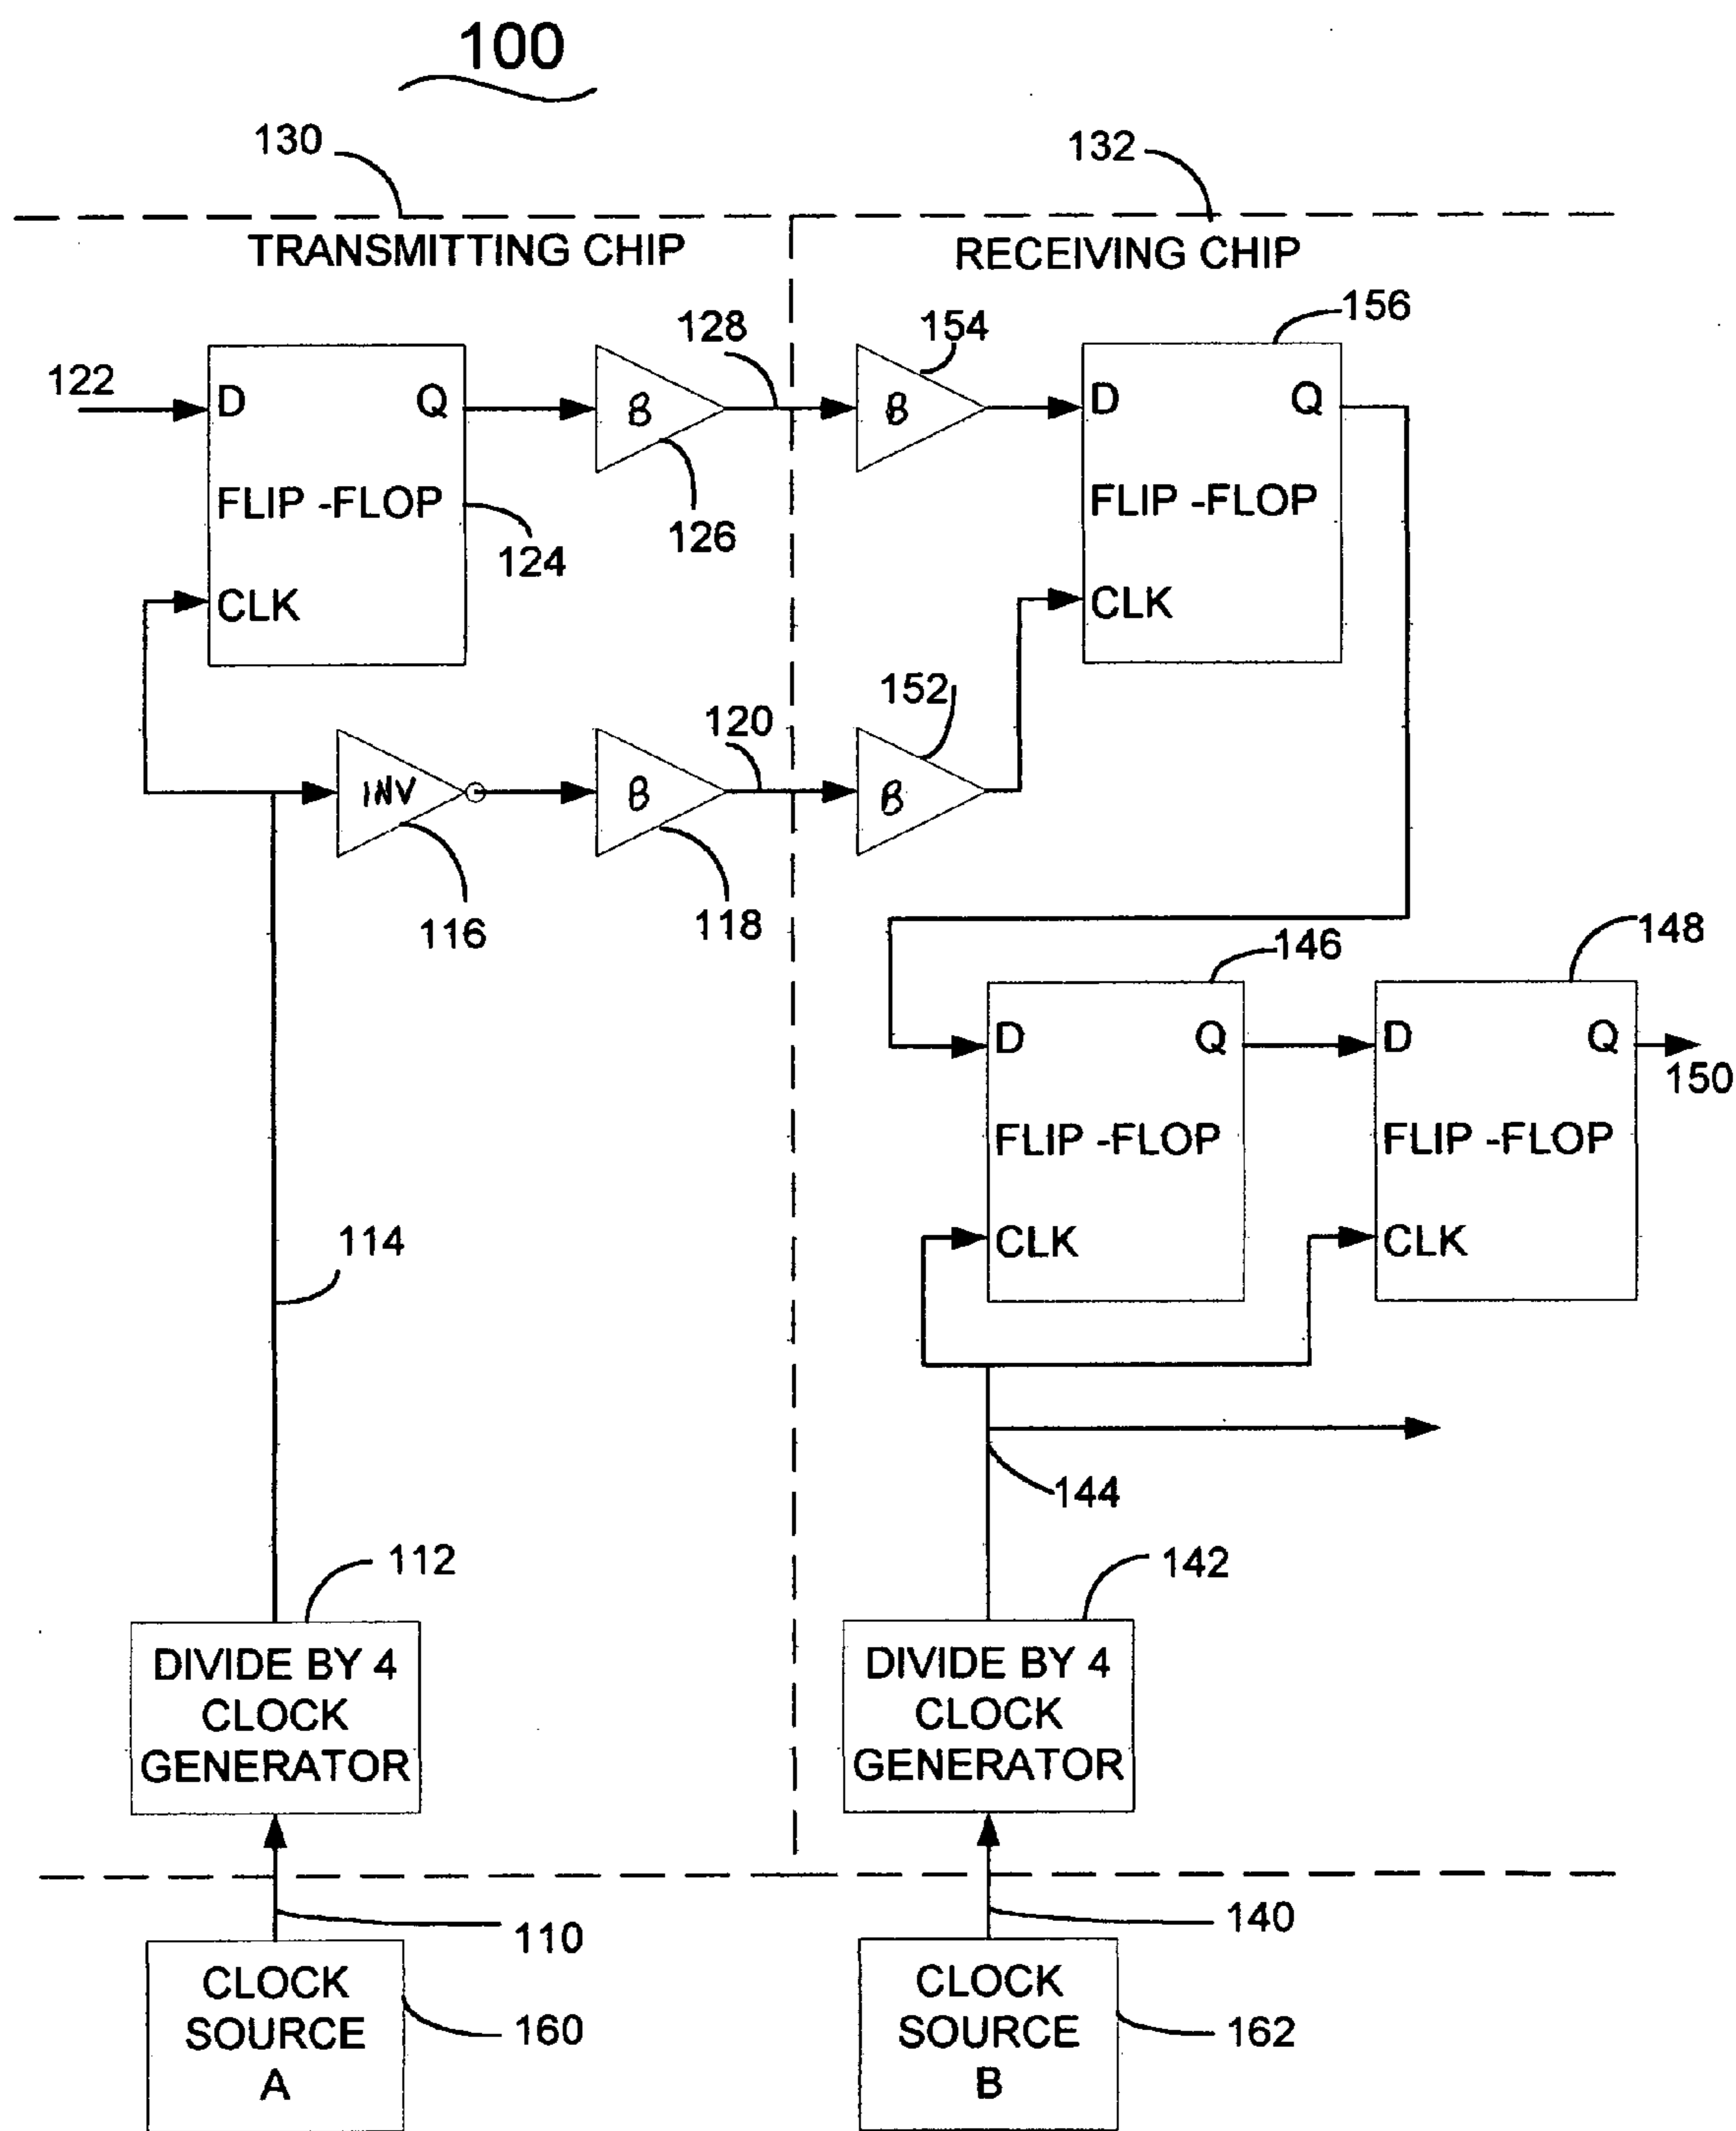 100
130
132
TRANSMITTING CHIP
RECEIVING CHIP
156
128
154
122
D
Q
B
B
D
Q
FLIP -FLOP
126
FLIP -FLOP
124
CLK
CLK
152
120
INV
B
B
116
118
146
148
D
Q
D
Q
150
FLIP -FLOP
FLIP -FLOP
114
CLK
CLK
144
112
142
DIVIDE BY 4
CLOCK
GENERATOR
DIVIDE BY 4
CLOCK
GENERATOR
110
140
CLOCK
SOURCE
A
160
CLOCK
SOURCE
B
162